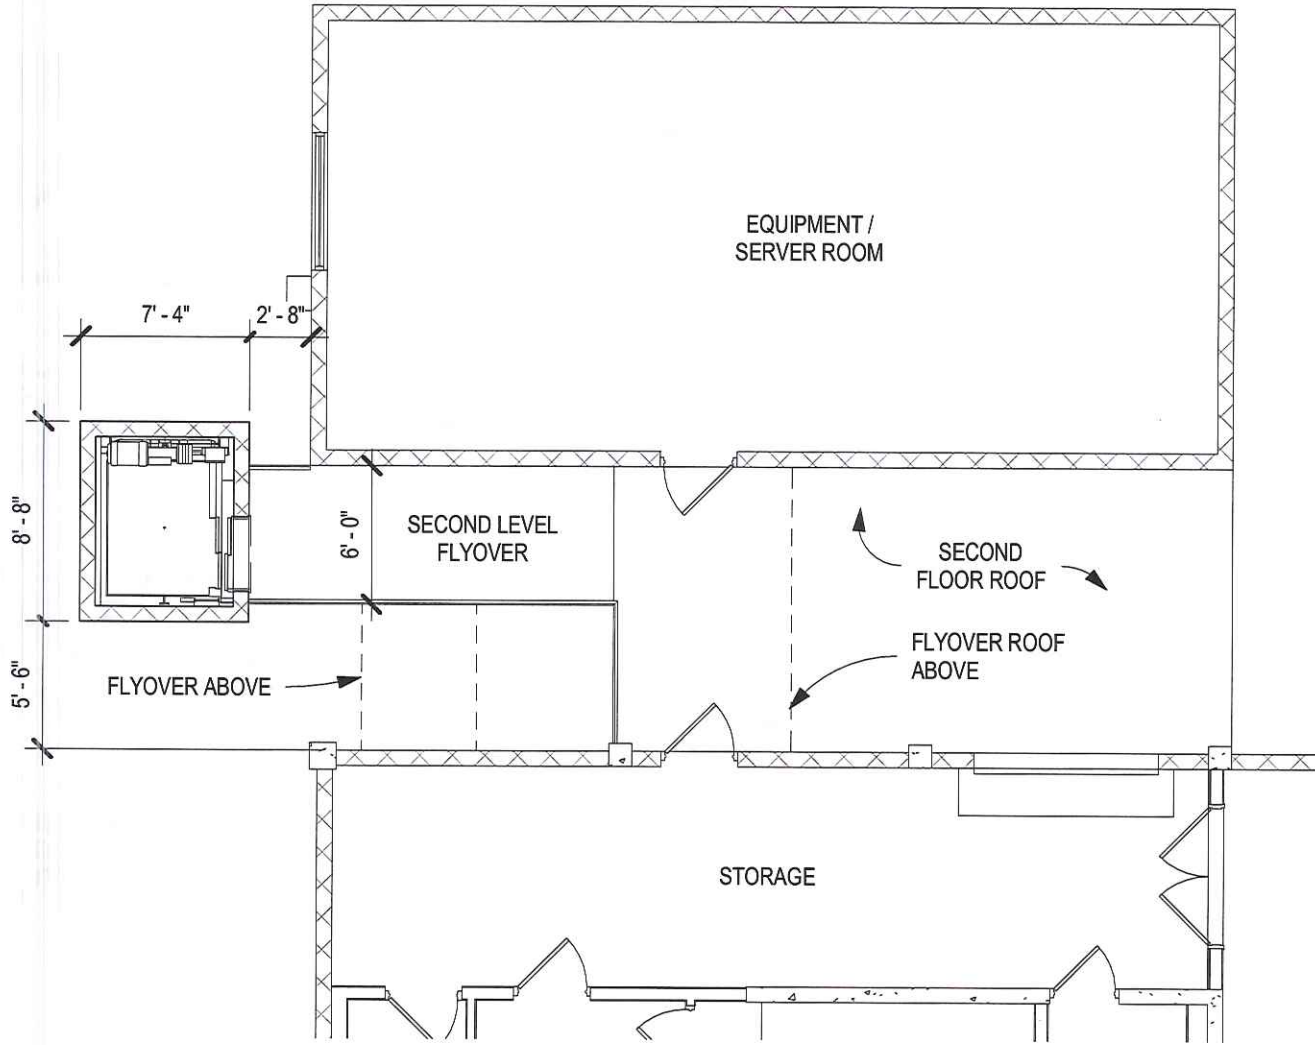 EQUIPMENT /
SERVER ROOM
7' - 4"
2' - 8"
8' - 8"
6' - 0"
SECOND LEVEL
FLYOVER
SECOND
FLOOR ROOF
FLYOVER ROOF
ABOVE
5' - 6"
FLYOVER ABOVE
STORAGE